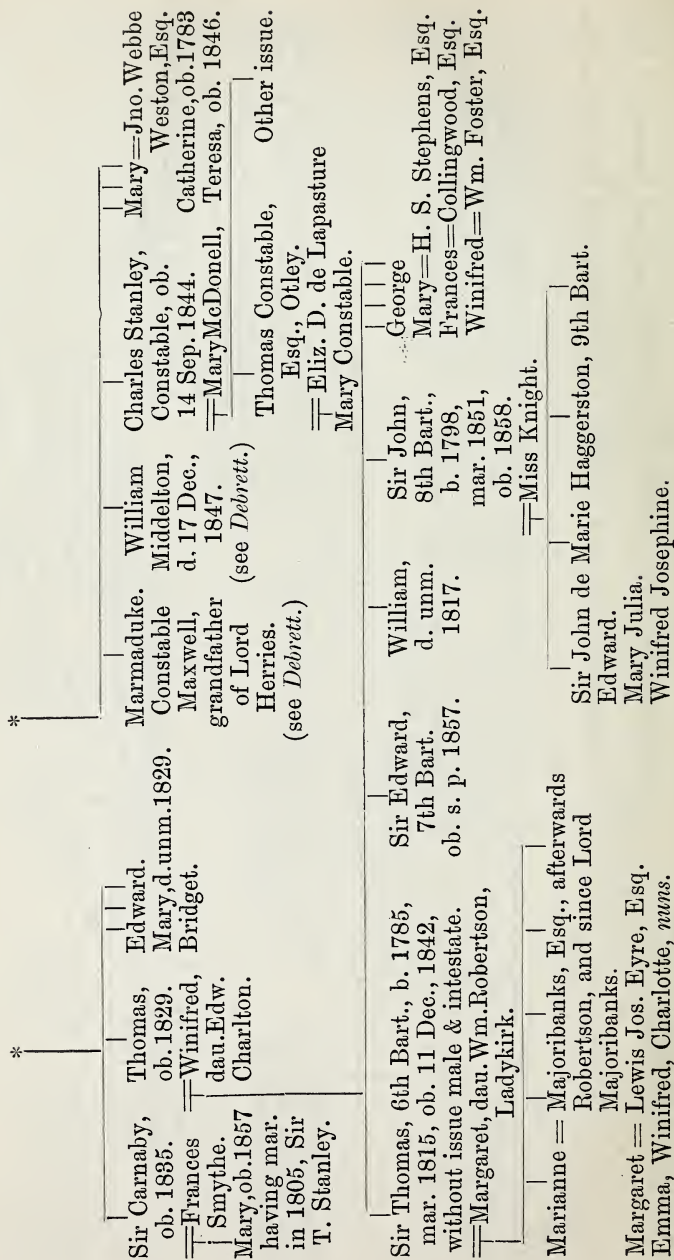 *
Sir Carnaby,
ob. 1835.
=Frances
Smythe.
Mary, ob. 1857
having mar.
in 1805, Sir
T. Stanley.
Thomas,
ob. 1829.
=Winifred,
dau. Edw.
Charlton.
Edward.
Mary, d. unm. 1829.
Bridget.
*
Marmaduke.
Constable
Maxwell,
grandfather
of Lord
Herries.
(see Debrett.)
William
Middelton,
d. 17 Dec.,
1847.
(see Debrett.)
Charles Stanley,
Constable, ob.
14 Sep. 1844.
=Mary McDonell,
Mary=Jno. Webbe
Weston, Esq.
Catherine, ob. 1783
Teresa, ob. 1846.
Thomas Constable,
Esq., Otley.
=Eliz. D. de Lapasture
Mary Constable.
Other issue.
Sir Thomas, 6th Bart., b. 1785,
mar. 1815, ob. 11 Dec., 1842,
without issue male & intestate.
=Margaret, dau. Wm. Robertson,
Ladykirk.
Sir Edward,
7th Bart.
ob. s. p. 1857.
William,
d. unm.
1817.
Sir John,
8th Bart.,
b. 1798,
mar. 1851,
ob. 1858.
=Miss Knight.
George
Mary=H. S. Stephens, Esq.
Frances=Collingwood, Esq.
Winifred=Wm. Foster, Esq.
Marianne = Majoribanks, Esq., afterwards
Robertson, and since Lord
Majoribanks.
Margaret = Lewis Jos. Eyre, Esq.
Emma, Winifred, Charlotte, nuns.
Sir John de Marie Haggerston, 9th Bart.
Edward.
Mary Julia.
Winifred Josephine.